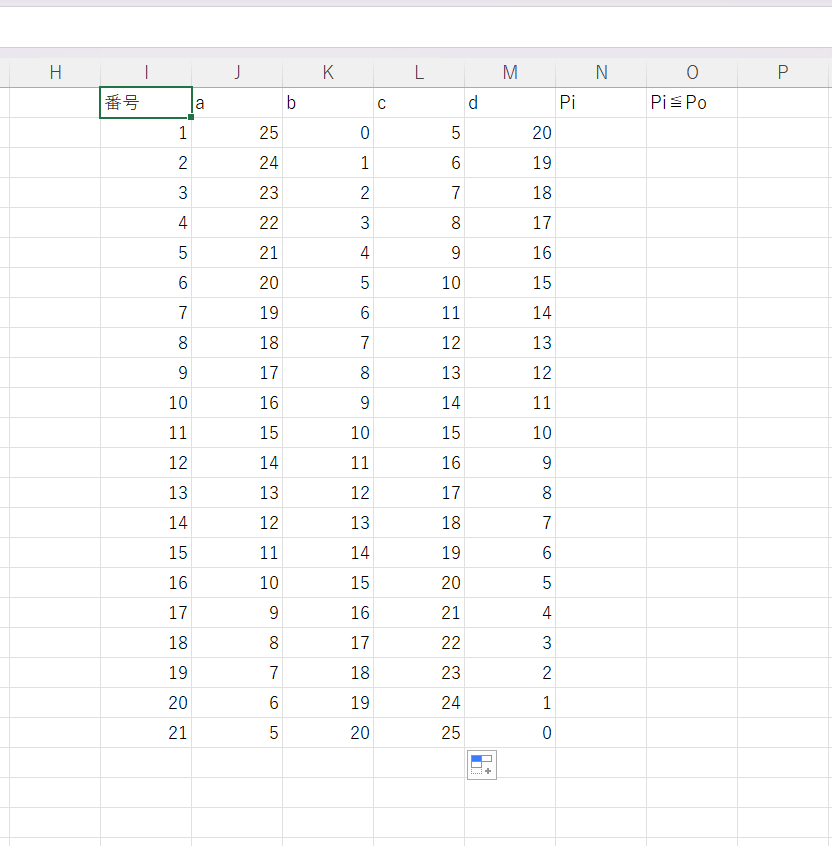 H I J K L M N O P
番号 a b c d Pi Pi≦Po
1 25 0 5 20
2 24 1 6 19
3 23 2 7 18
4 22 3 8 17
5 21 4 9 16
6 20 5 10 15
7 19 6 11 14
8 18 7 12 13
9 17 8 13 12
10 16 9 14 11
11 15 10 15 10
12 14 11 16 9
13 13 12 17 8
14 12 13 18 7
15 11 14 19 6
16 10 15 20 5
17 9 16 21 4
18 8 17 22 3
19 7 18 23 2
20 6 19 24 1
21 5 20 25 0